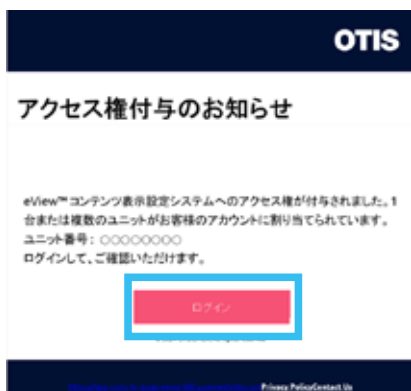 OTIS
アクセス権付与のお知らせ
eView™ コンテンツ表示設定システムへのアクセス権が付与されました。1
台または複数のユニットがお客様のアカウントに割り当てられています。
ユニット番号： ○○○○○○○○
ログインして、ご確認いただけます。
ログイン
Privacy Policy Contact Us